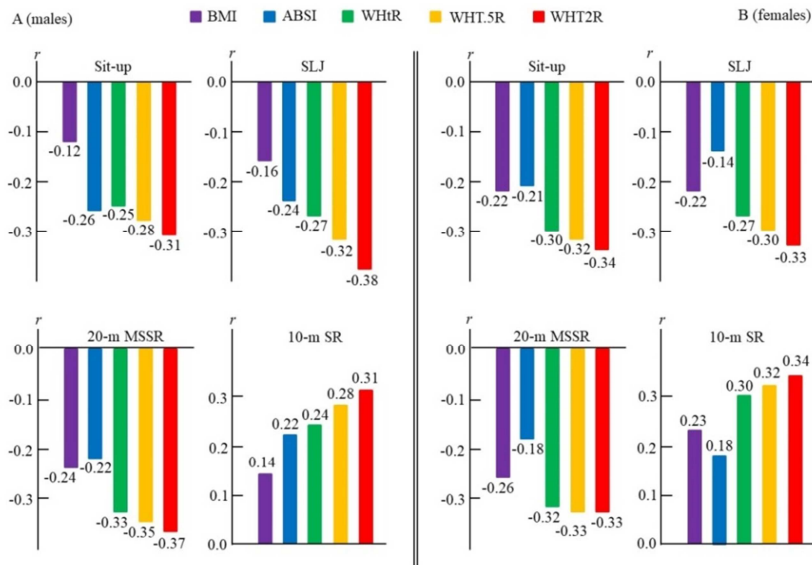 A (males) BMI ABSI WHtR WHT.5R WHT2R B (females)
r Sit-up r SLJ r Sit-up r SLJ
0.0 0.0 0.0 0.0
-0.1 -0.1 -0.1 -0.1
-0.2 -0.2 -0.2 -0.2
-0.3 -0.3 -0.3 -0.3
-0.12 -0.26 -0.25 -0.28 -0.31
-0.16 -0.24 -0.27 -0.32 -0.38
-0.22 -0.21 -0.30 -0.32 -0.34
-0.22 -0.14 -0.27 -0.30 -0.33
r 20-m MSSR r 10-m SR r 20-m MSSR r 10-m SR
0.0 0.3 0.0 0.3
-0.1 0.2 -0.1 0.2
-0.2 0.1 -0.2 0.1
-0.3 0.0 -0.3 0.0
-0.24 -0.22 -0.33 -0.35 -0.37
0.14 0.22 0.24 0.28 0.31
-0.26 -0.18 -0.32 -0.33 -0.33
0.23 0.18 0.30 0.32 0.34